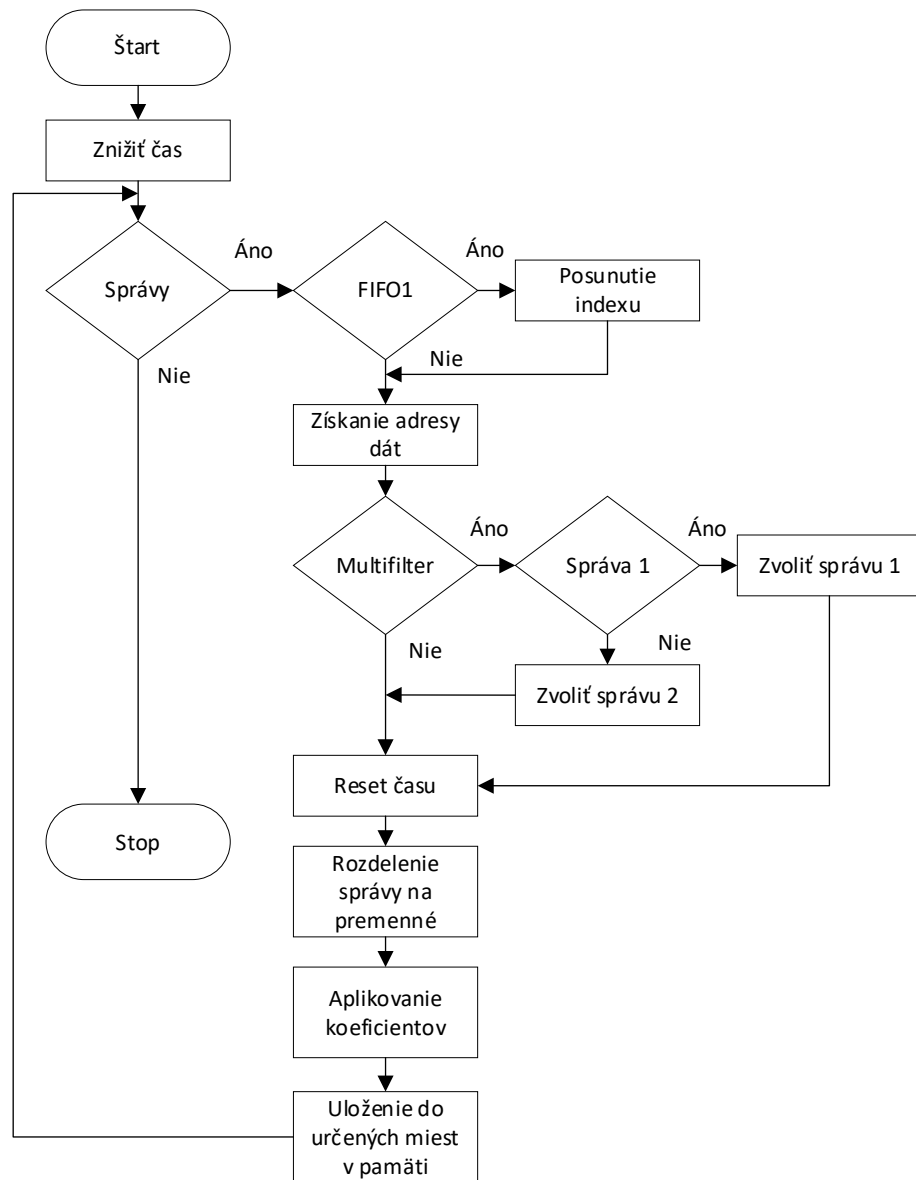 Štart
Znižiť čas
Správy
Áno
FIFO1
Áno
Posunutie
indexu
Nie
Nie
Získanie adresy
dát
Multifilter
Áno
Správa 1
Áno
Zvoliť správu 1
Nie
Nie
Zvoliť správu 2
Reset času
Stop
Rozdelenie
správy na
premenné
Aplikovanie
koeficientov
Uloženie do
určených miest
v pamäti